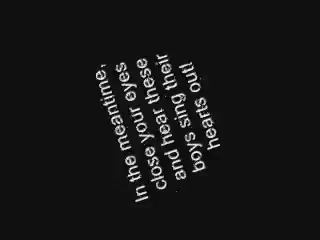 In the meantime,
close your eyes
and hear these
boys sing their
hearts out!